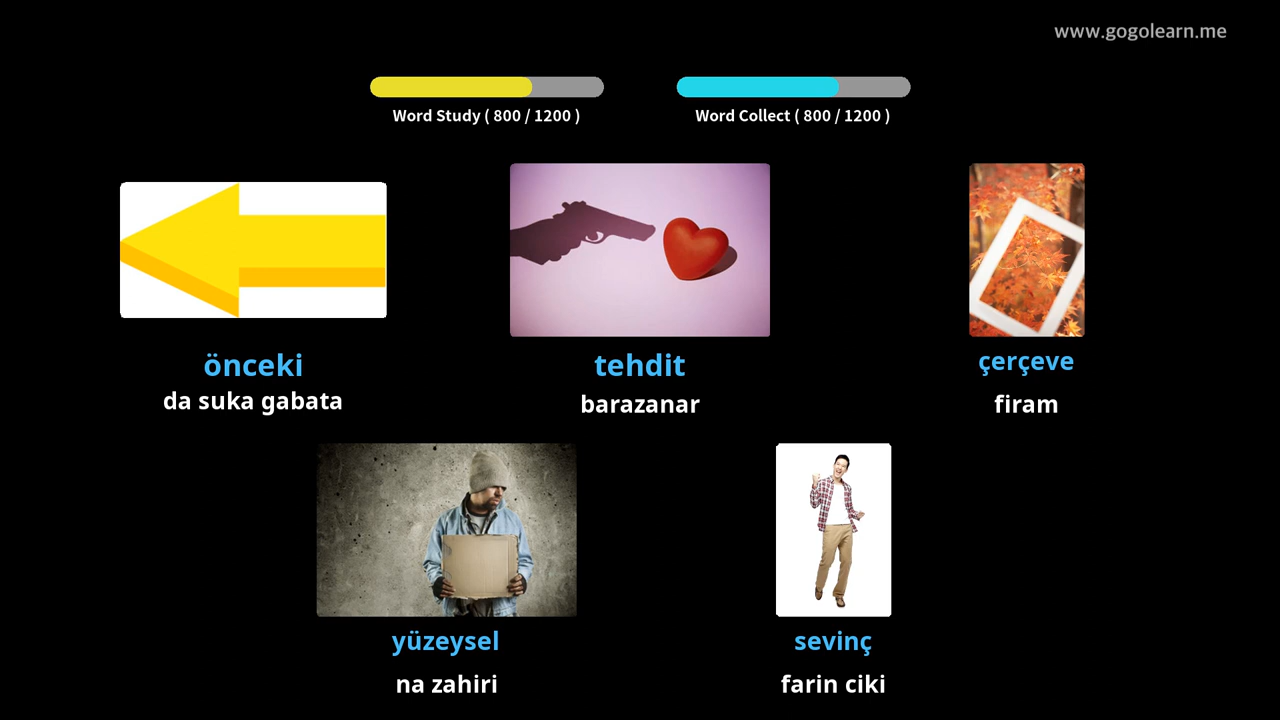 www.gogolearn.me
Word Study ( 800 / 1200 )
Word Collect ( 800 / 1200 )
önceki
da suka gabata
tehdit
barazanar
çerçeve
firam
yüzeysel
na zahiri
sevinç
farin ciki